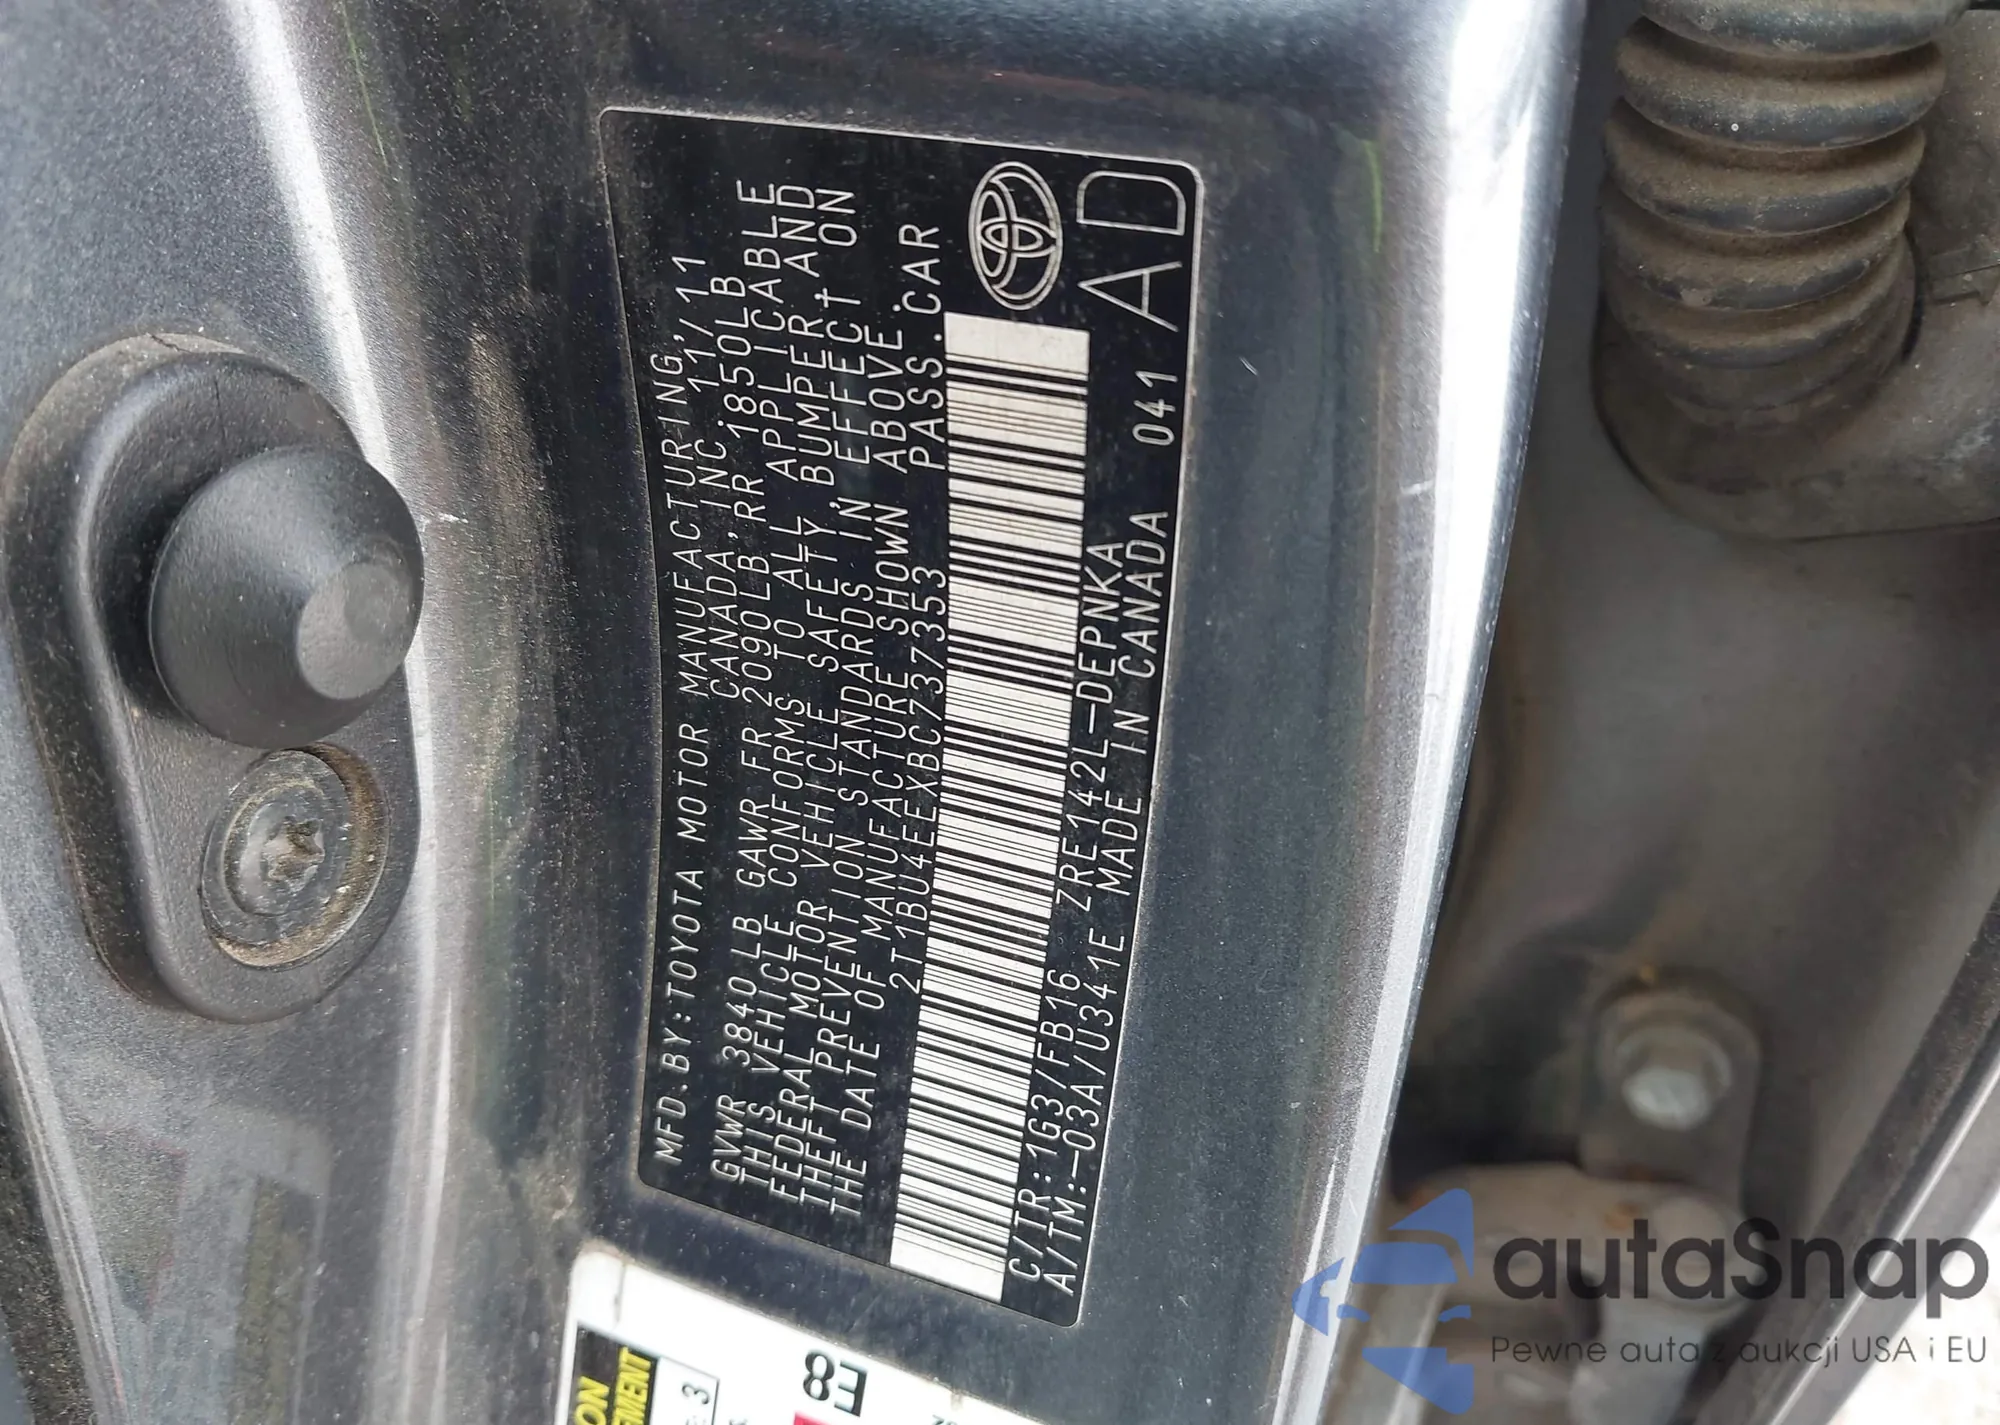 MFD.BY:TOYOTA MOTOR MANUFACTURING,
CANADA, INC. 11/11
GVWR 3840LB GAWR FR 2090LB,RR 1850LB
THIS VEHICLE CONFORMS TO ALL APPLICABLE
FEDERAL MOTOR VEHICLE SAFETY, BUMPER, AND
THEFT PREVENTION STANDARDS IN EFFECT ON
THE DATE OF MANUFACTURE SHOWN ABOVE.
2T1BU4EEXBC737353 PASS.CAR
C/TR:1G3/FB16 ZRE142L-DEPNKA
A/TM:-03A/U341E MADE IN CANADA 041
AD
ON
EMENT
3
E8
autaSnap
Pewne auta z aukcji USA i EU